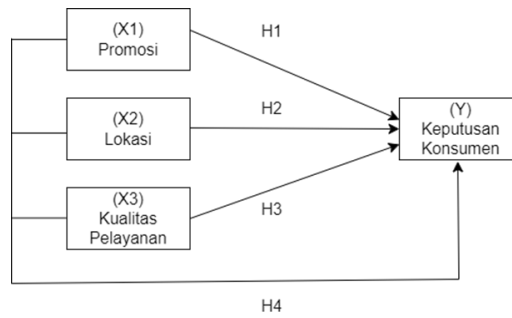 (X1)
Promosi
H1
(X2)
Lokasi
H2
(Y)
Keputusan
Konsumen
(X3)
Kualitas
Pelayanan
H3
H4